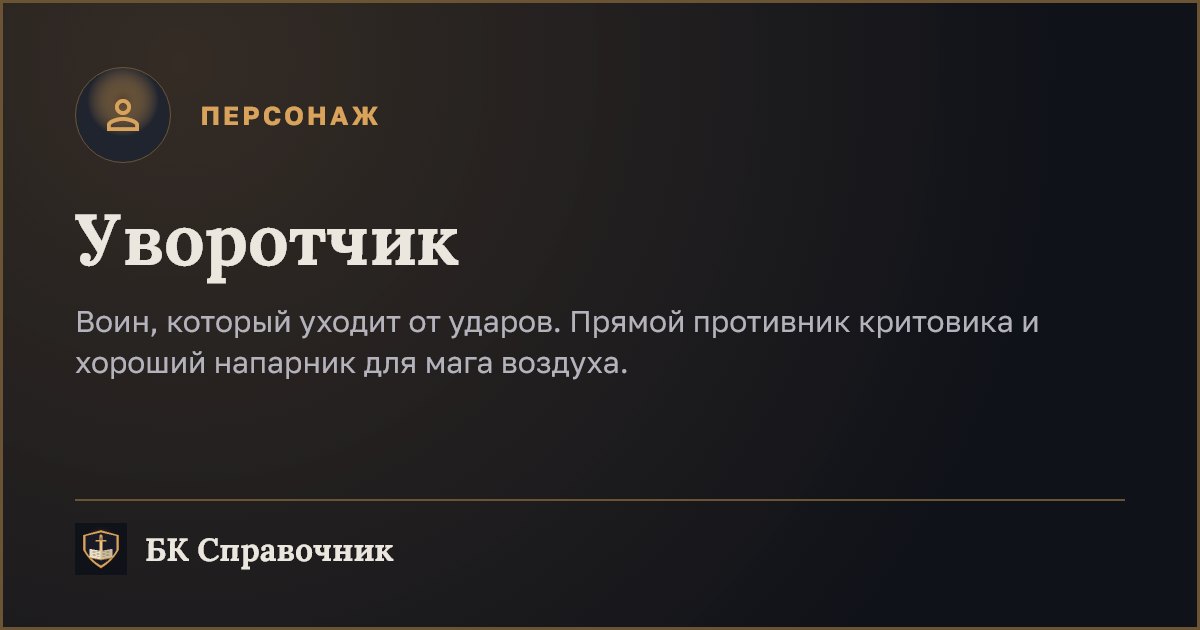 ПЕРСОНАЖ
Уворотчик
Воин, который уходит от ударов. Прямой противник критовика и
хороший напарник для мага воздуха.
БК Справочник